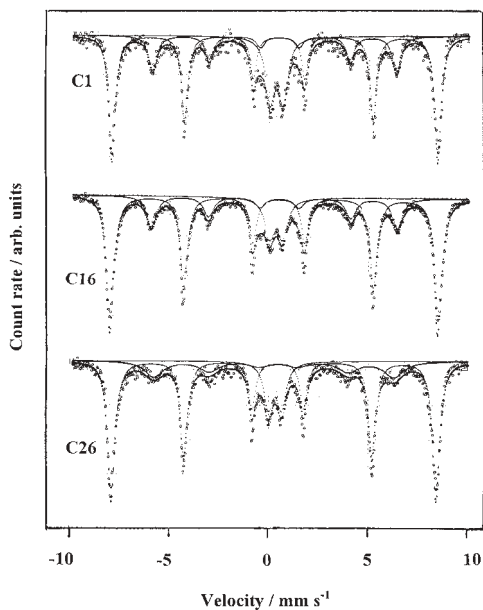 C1
C16
C26
Count rate / arb. units
-10 -5 0 5 10
Velocity / mm s⁻¹